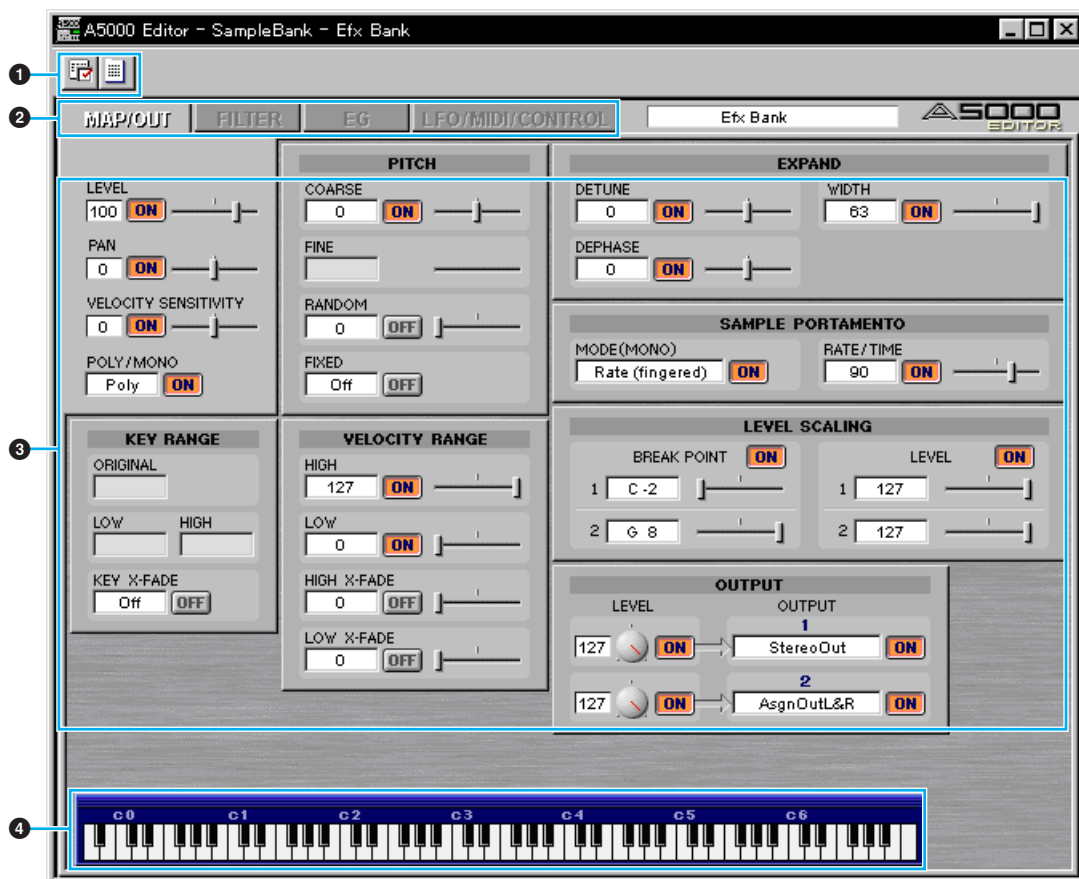 A5000 Editor - SampleBank - Efx Bank
1
2
MAP/OUT FILTER EG LFO/MIDI/CONTROL Efx Bank A5000 EDITOR
3
LEVEL
100 ON
PAN
0 ON
VELOCITY SENSITIVITY
0 ON
POLY/MONO
Poly ON
PITCH
COARSE
0 ON
FINE
RANDOM
0 OFF
FIXED
Off OFF
EXPAND
DETUNE WIDTH
0 ON 63 ON
DEPHASE
0 ON
SAMPLE PORTAMENTO
MODE(MONO) RATE/TIME
Rate (fingered) ON 90 ON
KEY RANGE
ORIGINAL
LOW HIGH
KEY X-FADE
Off OFF
VELOCITY RANGE
HIGH
127 ON
LOW
0 ON
HIGH X-FADE
0 OFF
LOW X-FADE
0 OFF
LEVEL SCALING
BREAK POINT ON LEVEL ON
1 C -2 1 127
2 G 8 2 127
OUTPUT
LEVEL OUTPUT
1
127 ON StereoOut ON
2
127 ON AsgnOutL&R ON
4
c0 c1 c2 c3 c4 c5 c6